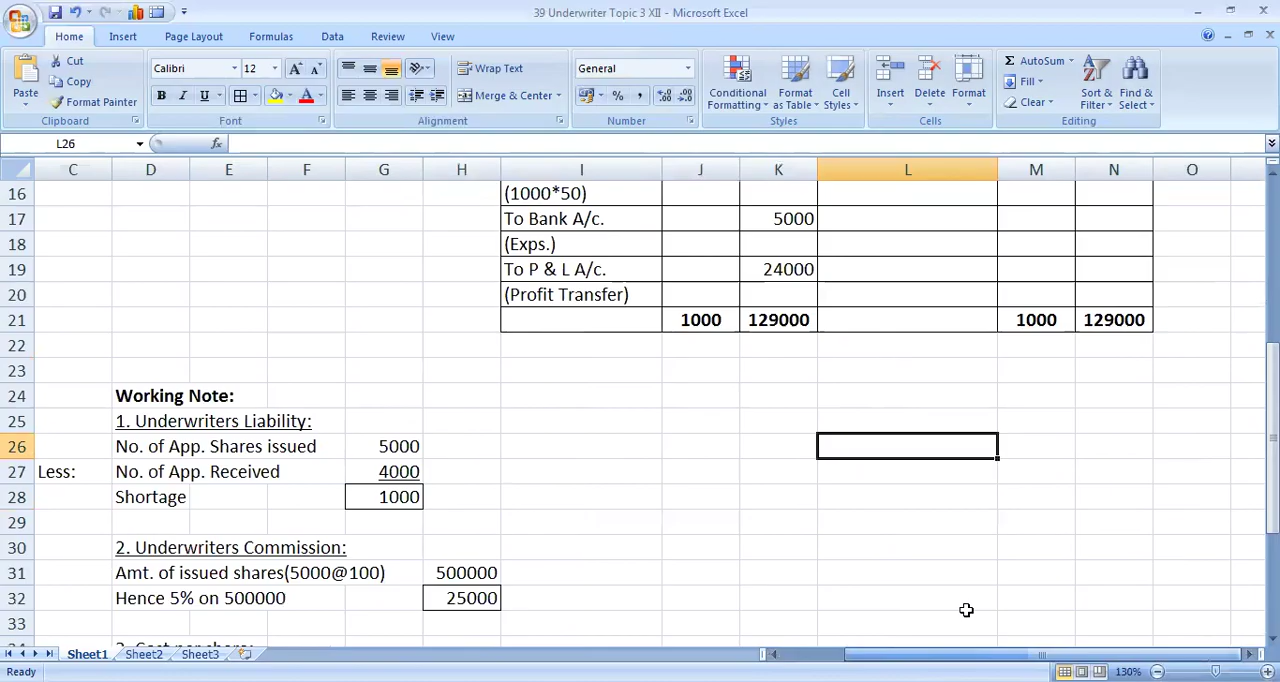 39 Underwriter Topic 3 XII - Microsoft Excel
Home Insert Page Layout Formulas Data Review View
Paste
Cut
Copy
Format Painter
Clipboard
Calibri 12
B I U
Font
Wrap Text
Merge & Center
Alignment
General
Number
Conditional Formatting
Format as Table
Cell Styles
Styles
Insert
Delete
Format
Cells
AutoSum
Fill
Clear
Sort & Filter
Find & Select
Editing
L26 fx
C D E F G H I J K L M N O
16 (1000*50)
17 To Bank A/c. 5000
18 (Exps.)
19 To P & L A/c. 24000
20 (Profit Transfer)
21 1000 129000 1000 129000
22
23
24 Working Note:
25 1. Underwriters Liability:
26 No. of App. Shares issued 5000
27 Less: No. of App. Received 4000
28 Shortage 1000
29
30 2. Underwriters Commission:
31 Amt. of issued shares(5000@100) 500000
32 Hence 5% on 500000 25000
33
Sheet1 Sheet2 Sheet3
Ready 130%